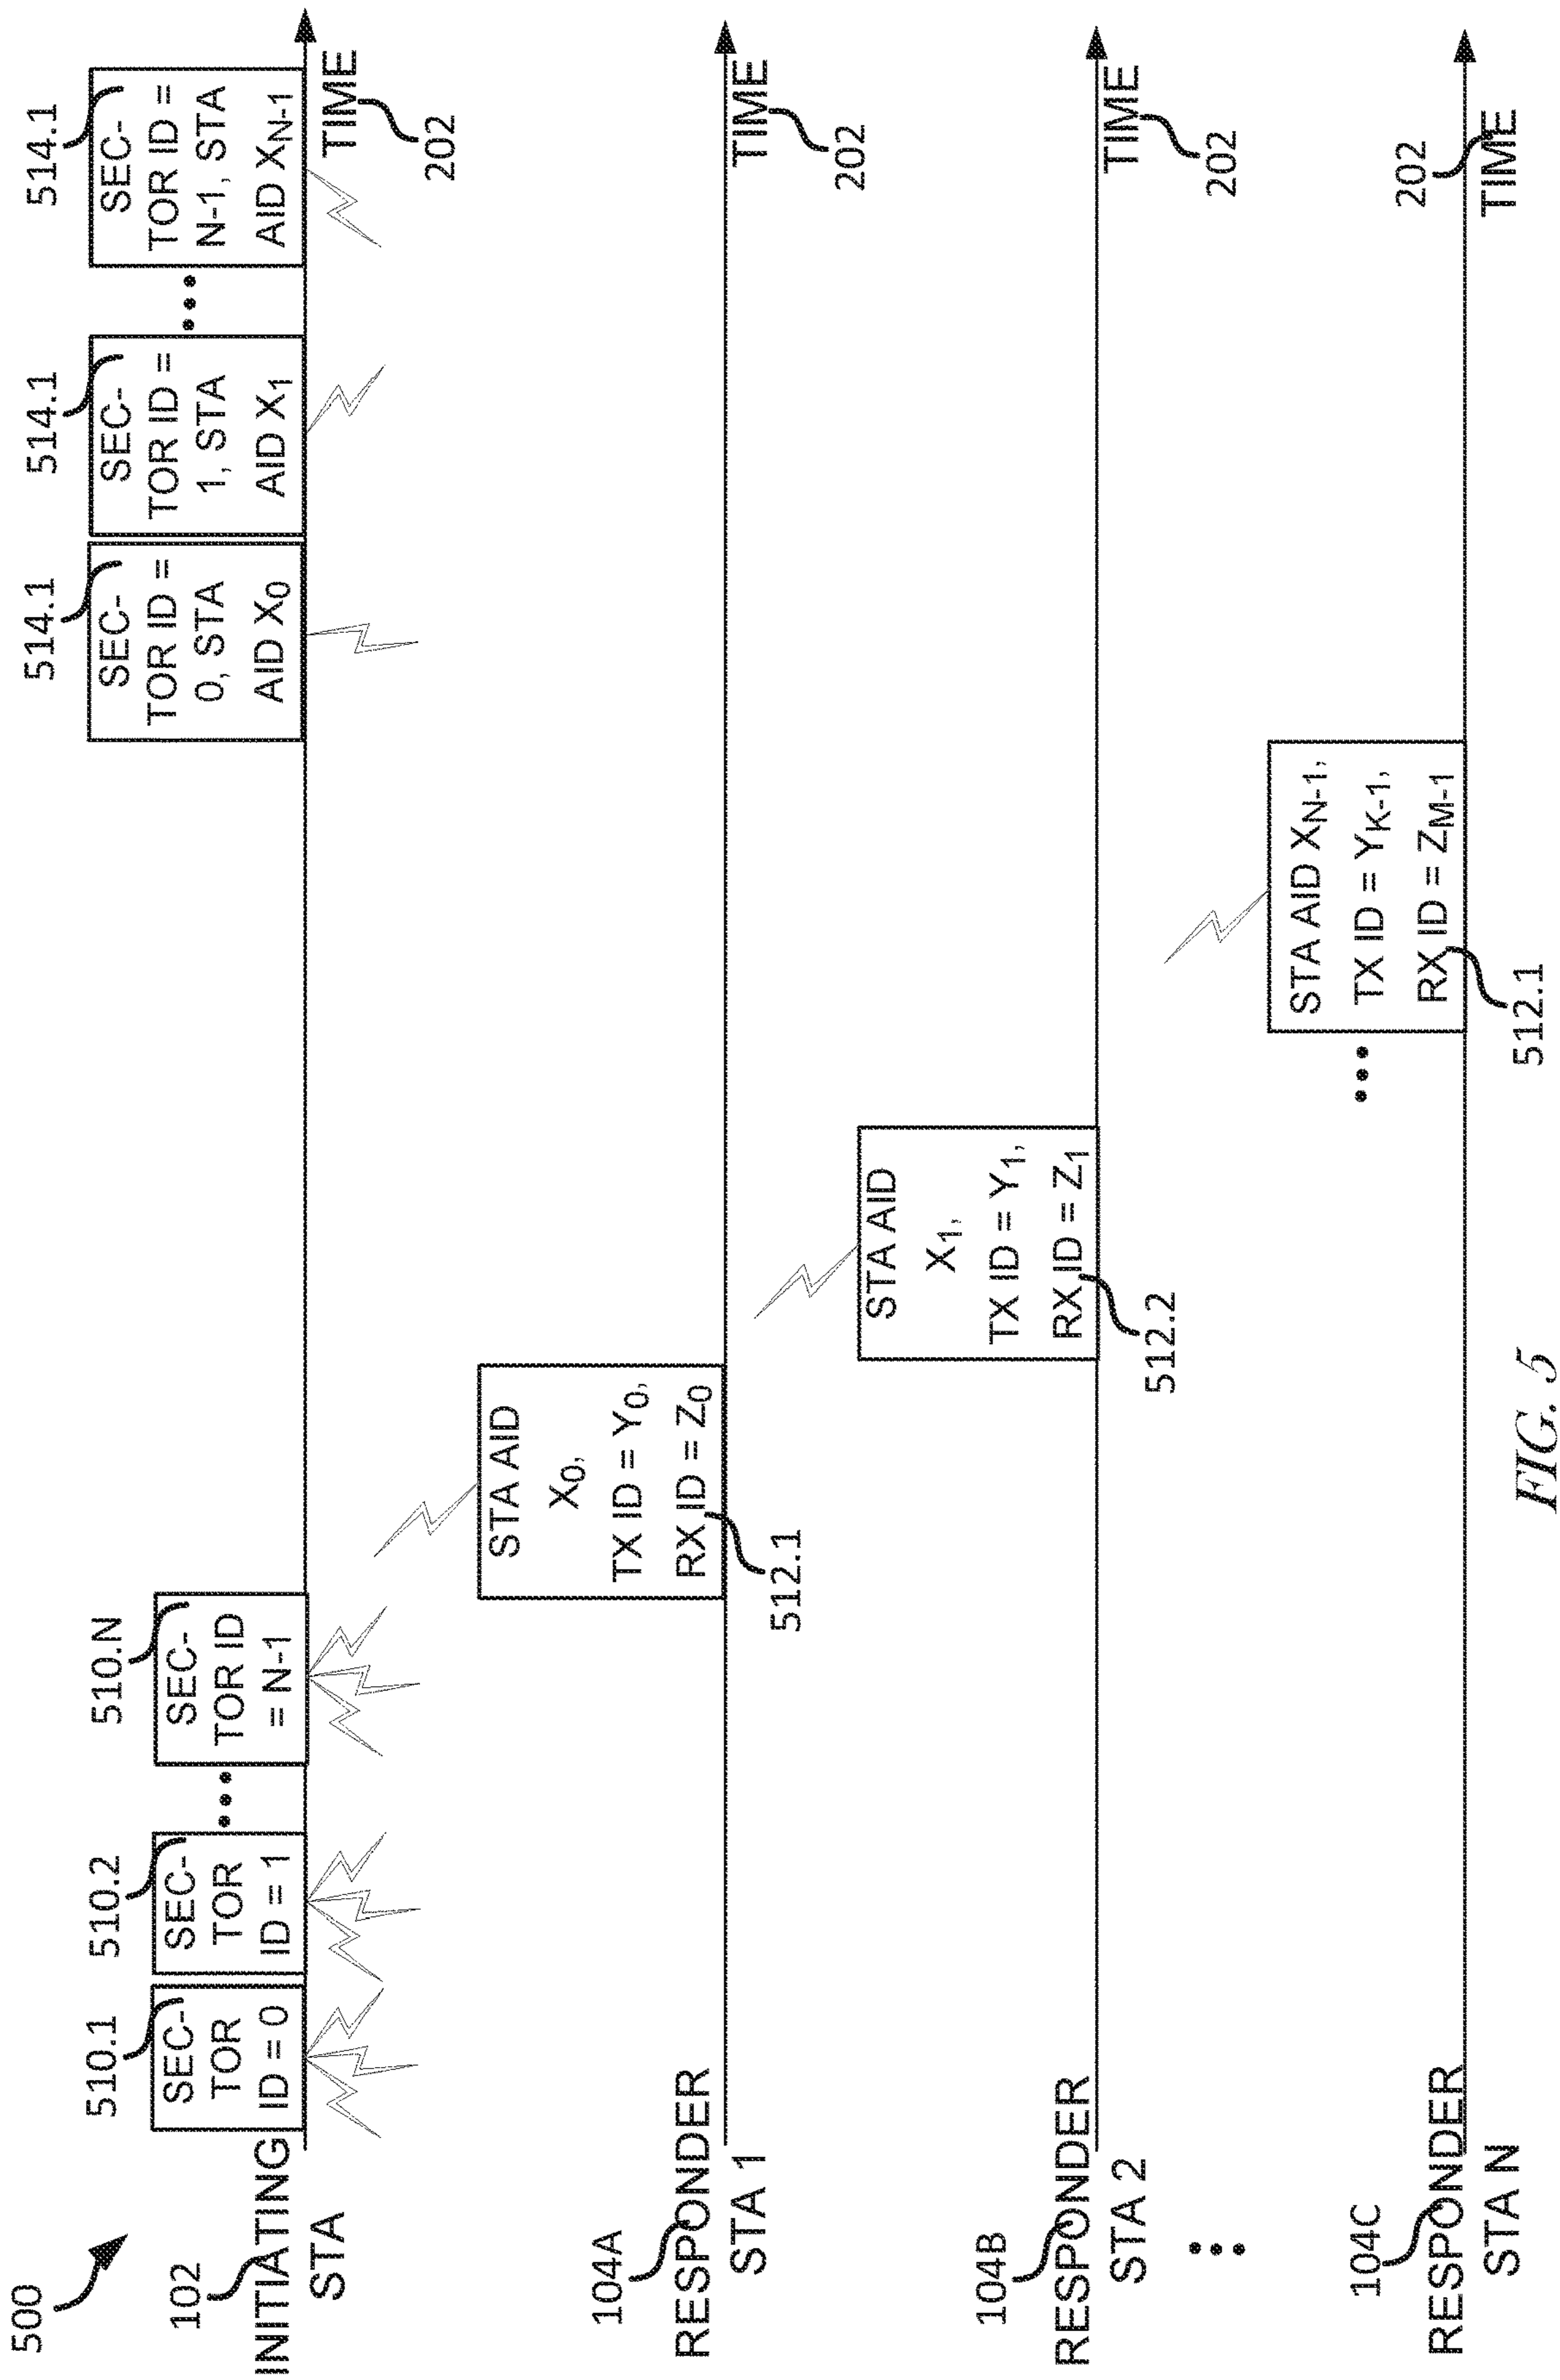 500
102
INITIATING
STA
510.1
SEC-
TOR
ID = 0
510.2
SEC-
TOR
ID = 1
•••
510.N
SEC-
TOR ID
= N-1
514.1
SEC-
TOR ID =
0, STA
AID X0
514.1
SEC-
TOR ID =
1, STA
AID X1
•••
514.1
SEC-
TOR ID =
N-1, STA
AID XN-1
TIME
202
104A
RESPONDER
STA 1
STA AID
X0,
TX ID = Y0,
RX ID = Z0
512.1
TIME
202
104B
RESPONDER
STA 2
STA AID
X1,
TX ID = Y1,
RX ID = Z1
512.2
TIME
202
•••
104C
RESPONDER
STA N
•••
STA AID XN-1,
TX ID = YK-1,
RX ID = ZM-1
512.1
202
TIME
FIG. 5